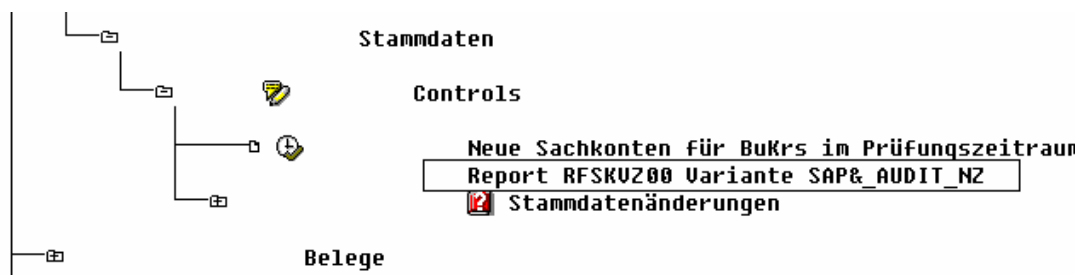 Stammdaten
Controls
Neue Sachkonten für BuKrs im Prüfungszeitraum
Report RFSKVZ00 Variante SAP&_AUDIT_NZ
Stammdatenänderungen
Belege